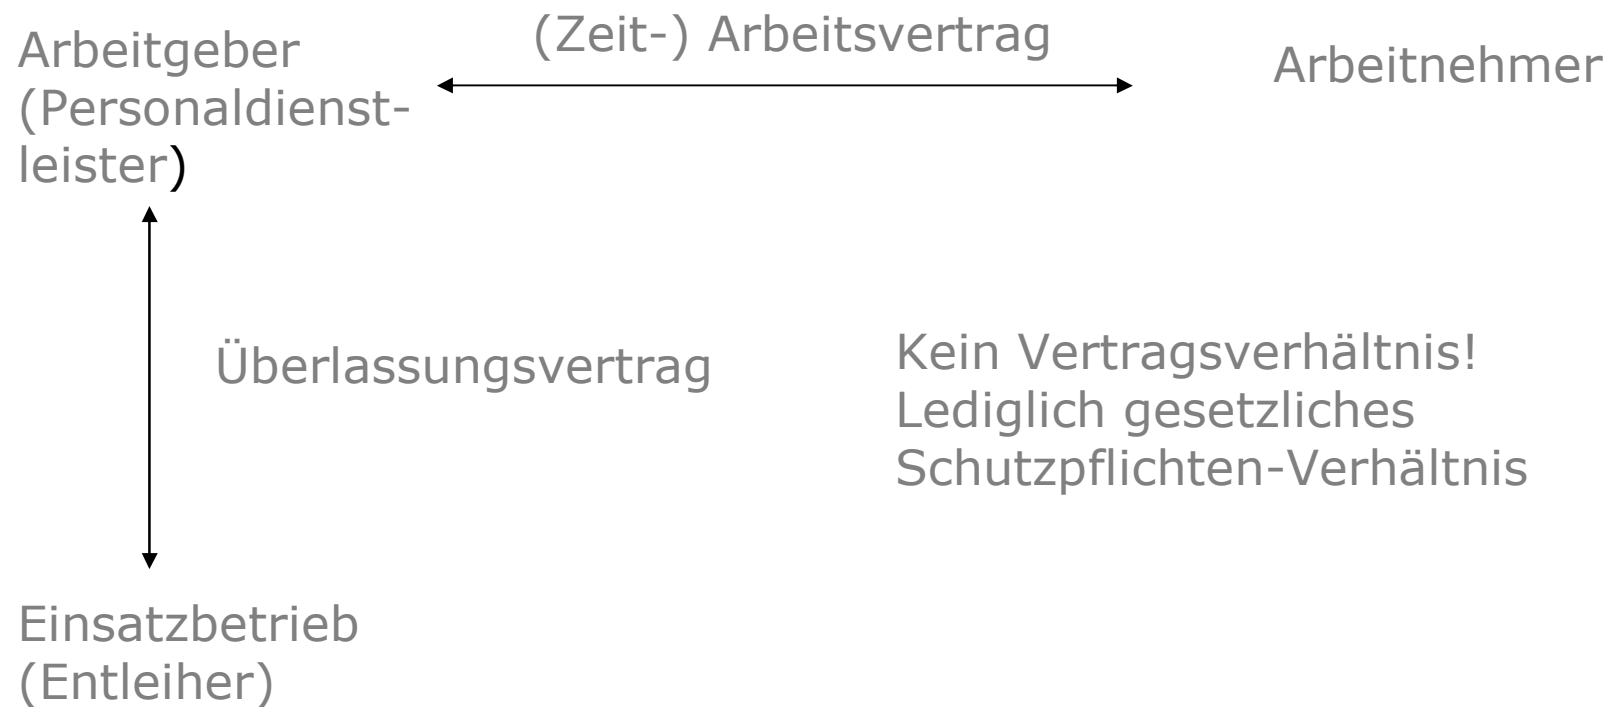 Arbeitgeber
(Personaldienst-
leister)
(Zeit-) Arbeitsvertrag
Arbeitnehmer
Überlassungsvertrag
Kein Vertragsverhältnis!
Lediglich gesetzliches
Schutzpflichten-Verhältnis
Einsatzbetrieb
(Entleiher)